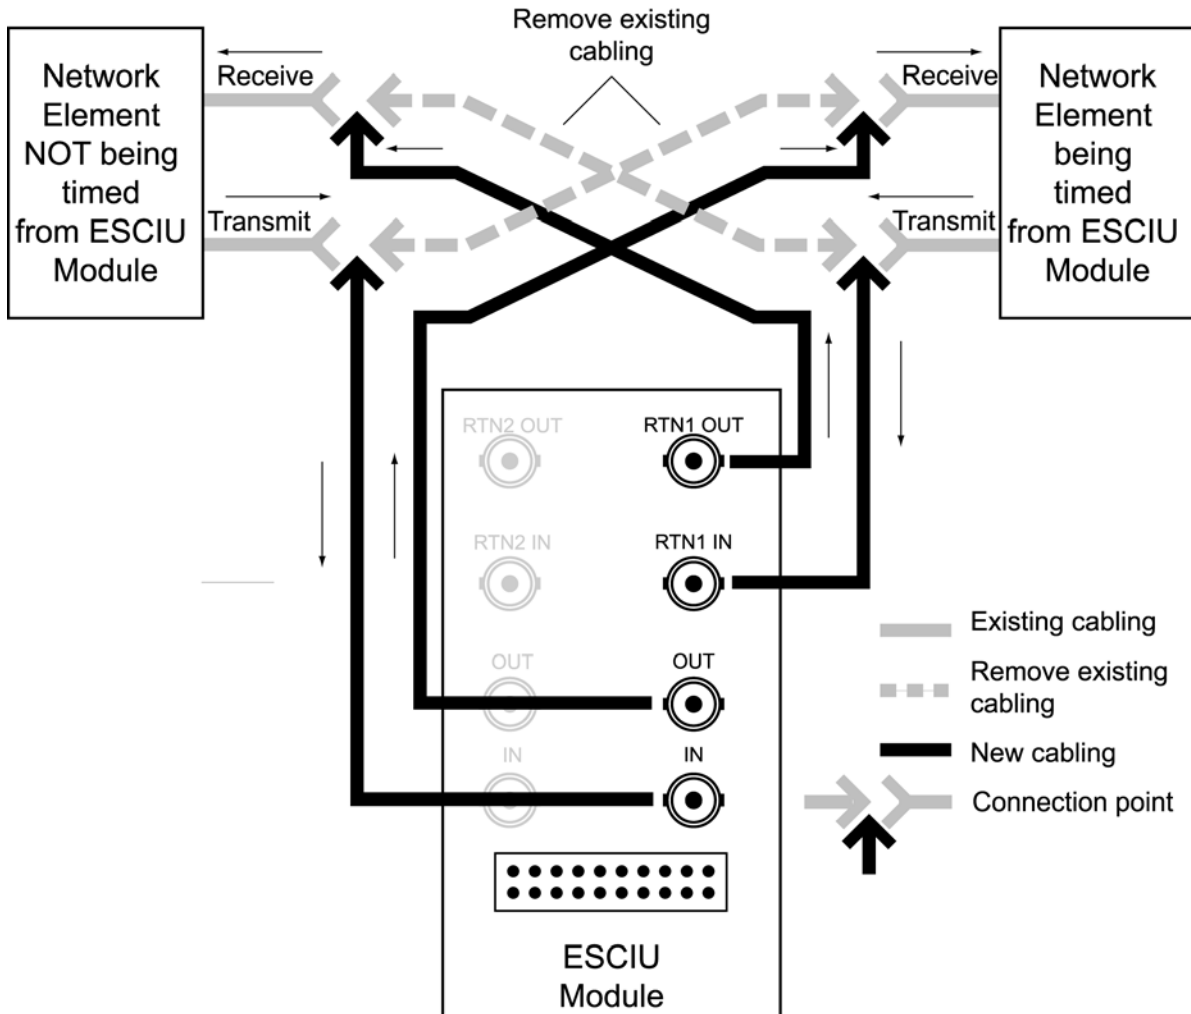 Remove existing
cabling
Network
Element
NOT being
timed
from ESCIU
Module
Receive
Transmit
Receive
Transmit
Network
Element
being
timed
from ESCIU
Module
RTN2 OUT
RTN1 OUT
RTN2 IN
RTN1 IN
OUT
OUT
IN
IN
Existing cabling
Remove existing
cabling
New cabling
Connection point
ESCIU
Module